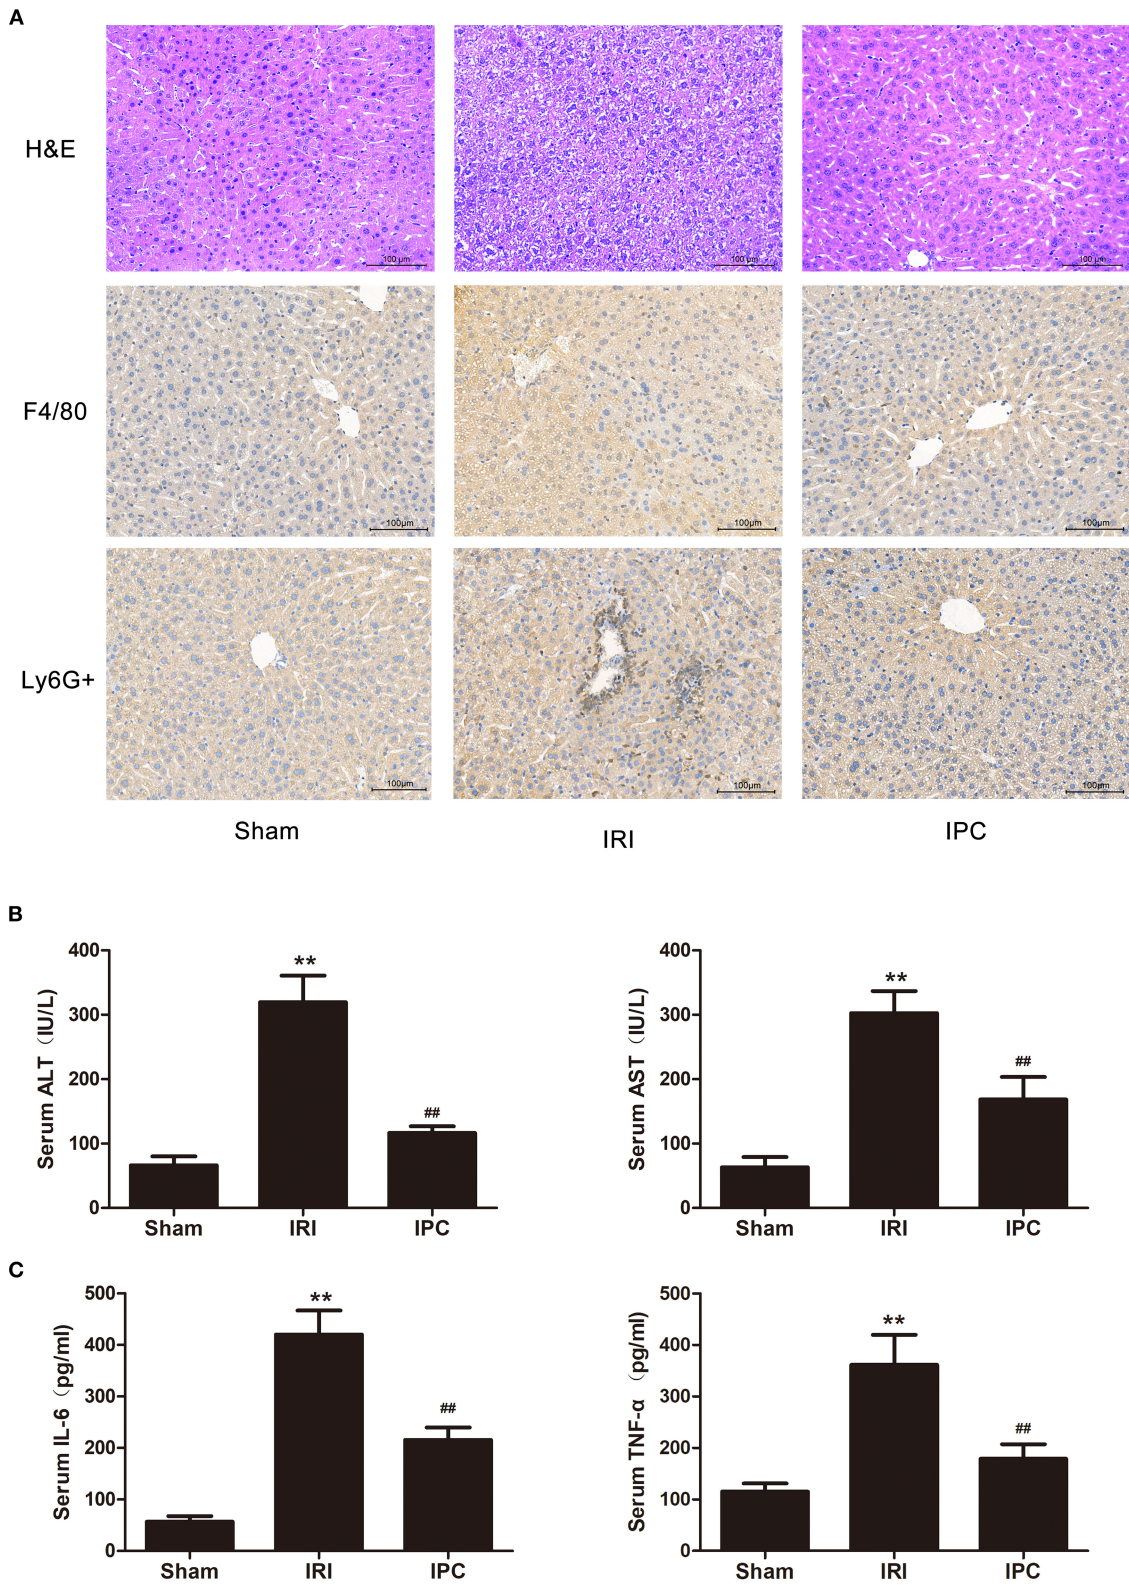 A
H&E
100 µm
100 µm
100 µm
F4/80
100µm
100µm
100µm
Ly6G+
100µm
100µm
100µm
Sham
IRI
IPC
B
Serum ALT（IU/L)
400
300
200
100
0
**
##
Sham
IRI
IPC
Serum AST（IU/L)
400
300
200
100
0
**
##
Sham
IRI
IPC
C
Serum IL-6（pg/ml)
500
400
300
200
100
0
**
##
Sham
IRI
IPC
Serum TNF-α（pg/ml)
500
400
300
200
100
0
**
##
Sham
IRI
IPC